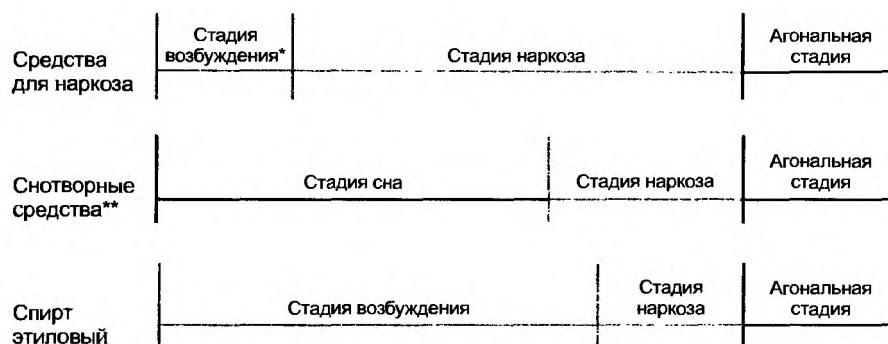 Средства
для наркоза
Стадия
возбуждения*
Стадия наркоза
Агональная
стадия
Снотворные
средства**
Стадия сна
Стадия наркоза
Агональная
стадия
Спирт
этиловый
Стадия возбуждения
Стадия
наркоза
Агональная
стадия